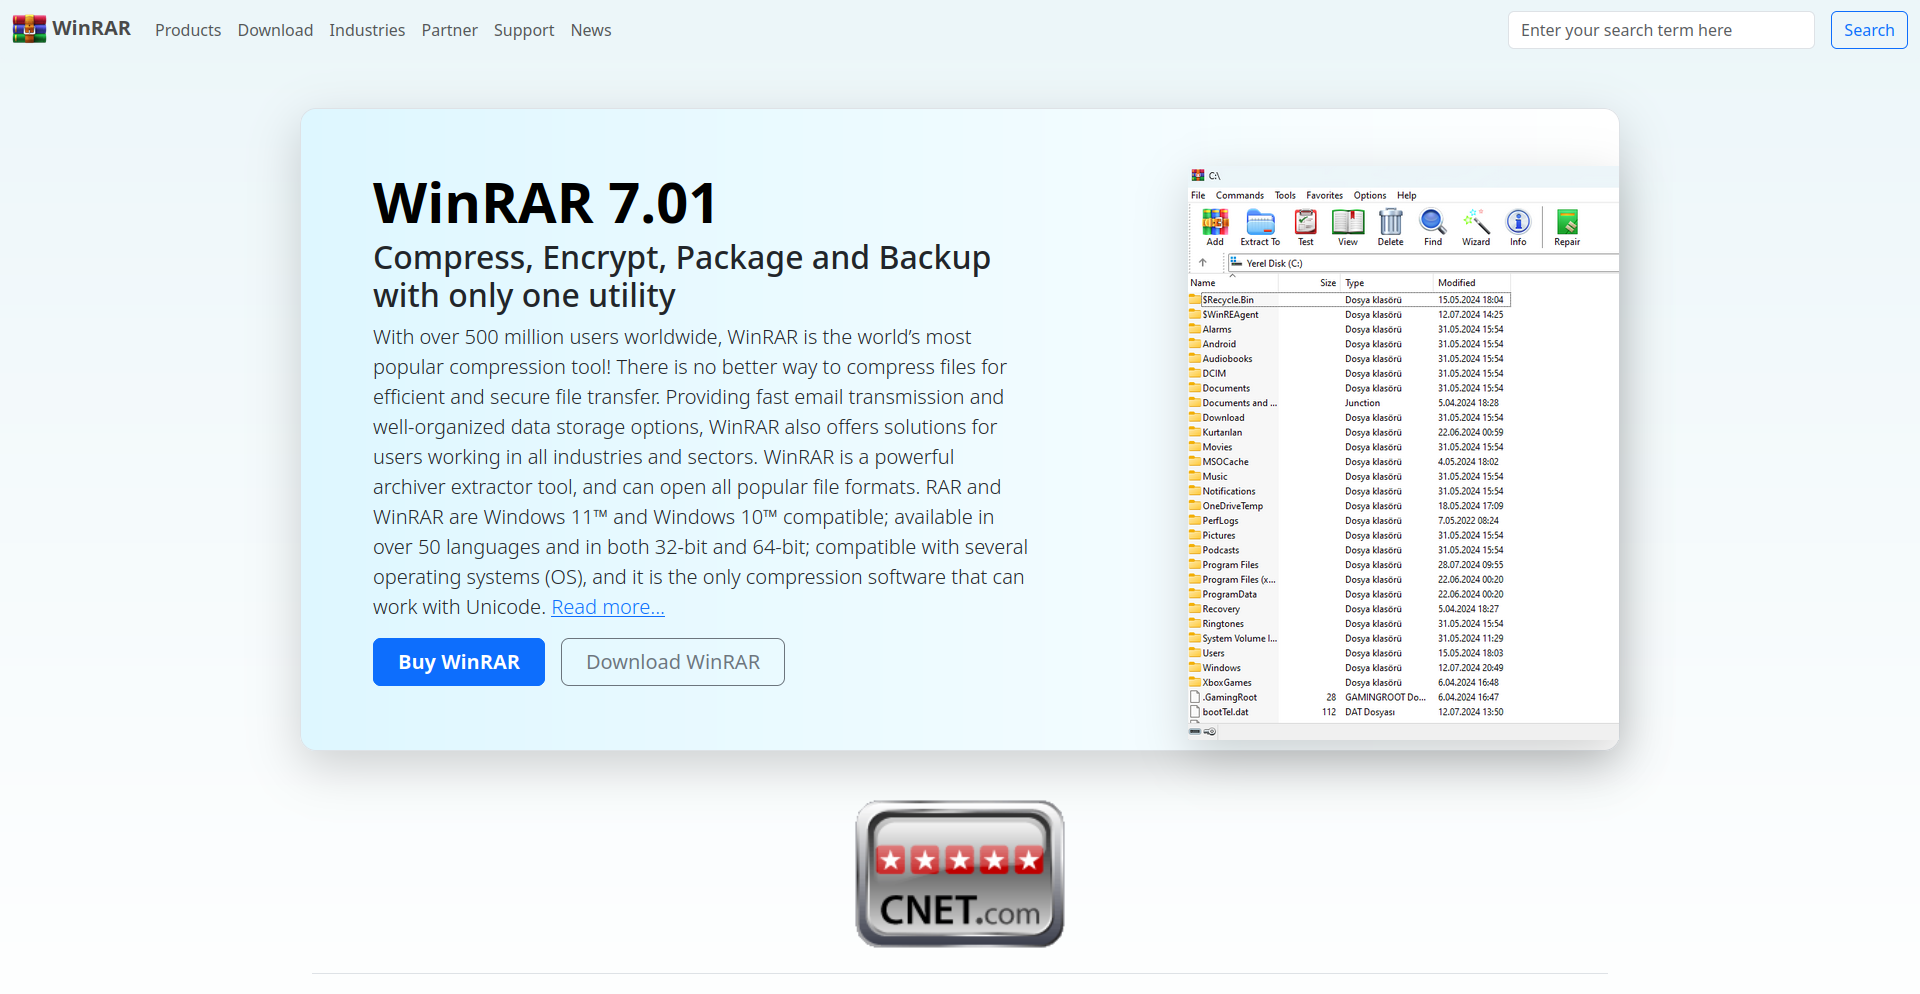 WinRAR
Products Download Industries Partner Support News
Enter your search term here
Search
WinRAR 7.01
Compress, Encrypt, Package and Backup
with only one utility
With over 500 million users worldwide, WinRAR is the world’s most
popular compression tool! There is no better way to compress files for
efficient and secure file transfer. Providing fast email transmission and
well-organized data storage options, WinRAR also offers solutions for
users working in all industries and sectors. WinRAR is a powerful
archiver extractor tool, and can open all popular file formats. RAR and
WinRAR are Windows 11™ and Windows 10™ compatible; available in
over 50 languages and in both 32-bit and 64-bit; compatible with several
operating systems (OS), and it is the only compression software that can
work with Unicode. Read more...
Buy WinRAR
Download WinRAR
C:\
File Commands Tools Favorites Options Help
Add Extract To Test View Delete Find Wizard Info Repair
Yerel Disk (C:)
Name Size Type Modified
$Recycle.Bin Dosya klasörü 15.05.2024 18:04
$WinREAgent Dosya klasörü 12.07.2024 14:25
Alarms Dosya klasörü 31.05.2024 15:54
Android Dosya klasörü 31.05.2024 15:54
Audiobooks Dosya klasörü 31.05.2024 15:54
DCIM Dosya klasörü 31.05.2024 15:54
Documents Dosya klasörü 31.05.2024 15:54
Documents and ... Junction 5.04.2024 18:28
Download Dosya klasörü 31.05.2024 15:54
Kurtarılan Dosya klasörü 22.06.2024 00:59
Movies Dosya klasörü 31.05.2024 15:54
MSOCache Dosya klasörü 4.05.2024 18:02
Music Dosya klasörü 31.05.2024 15:54
Notifications Dosya klasörü 31.05.2024 15:54
OneDriveTemp Dosya klasörü 18.05.2024 17:09
PerfLogs Dosya klasörü 7.05.2022 08:24
Pictures Dosya klasörü 31.05.2024 15:54
Podcasts Dosya klasörü 31.05.2024 15:54
Program Files Dosya klasörü 28.07.2024 09:55
Program Files (x... Dosya klasörü 22.06.2024 00:20
ProgramData Dosya klasörü 22.06.2024 00:20
Recovery Dosya klasörü 5.04.2024 18:27
Ringtones Dosya klasörü 31.05.2024 15:54
System Volume I... Dosya klasörü 31.05.2024 11:29
Users Dosya klasörü 15.05.2024 18:03
Windows Dosya klasörü 12.07.2024 20:49
XboxGames Dosya klasörü 6.04.2024 16:48
.GamingRoot 28 GAMINGROOT Do... 6.04.2024 16:47
bootTel.dat 112 DAT Dosyası 12.07.2024 13:50
CNET.com